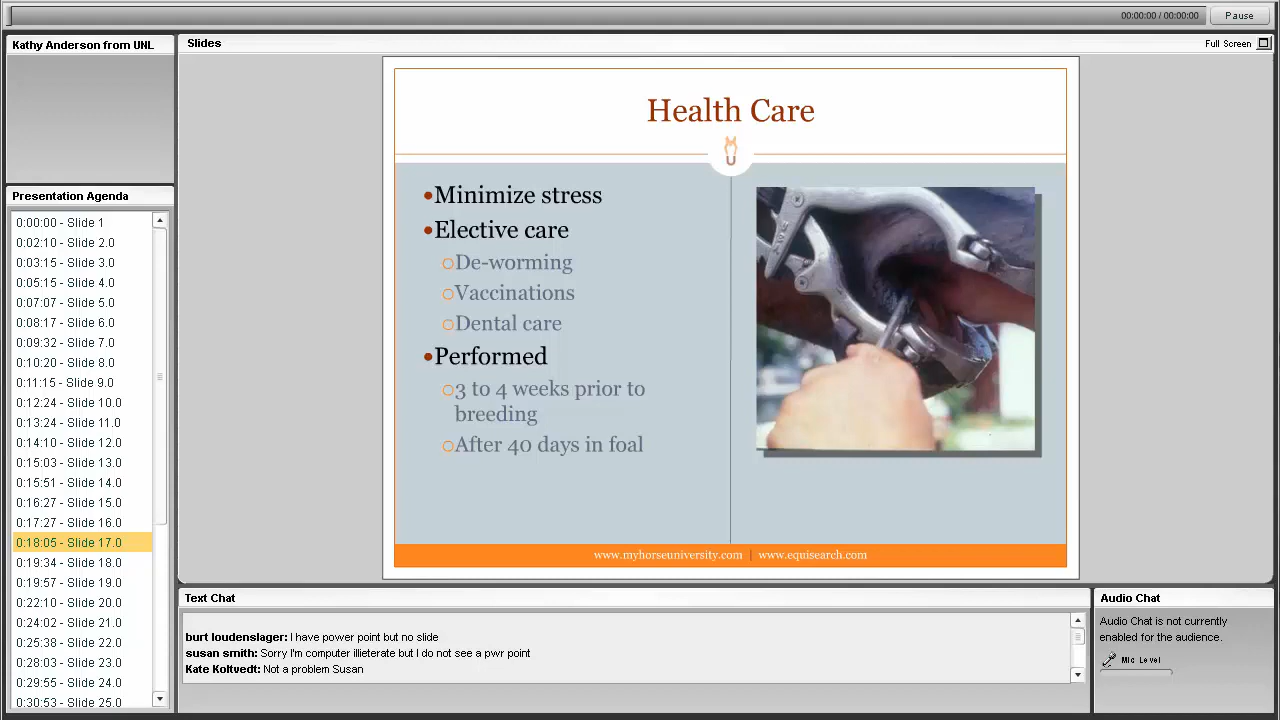 00:00:00 / 00:00:00
Pause
Kathy Anderson from UNL
Slides
Full Screen
Health Care
•Minimize stress
•Elective care
○De-worming
○Vaccinations
○Dental care
•Performed
○3 to 4 weeks prior to
breeding
○After 40 days in foal
www.myhorseuniversity.com | www.equisearch.com
Presentation Agenda
0:00:00 - Slide 1
0:02:10 - Slide 2.0
0:03:15 - Slide 3.0
0:05:15 - Slide 4.0
0:07:07 - Slide 5.0
0:08:17 - Slide 6.0
0:09:32 - Slide 7.0
0:10:20 - Slide 8.0
0:11:15 - Slide 9.0
0:12:24 - Slide 10.0
0:13:24 - Slide 11.0
0:14:10 - Slide 12.0
0:15:03 - Slide 13.0
0:15:51 - Slide 14.0
0:16:27 - Slide 15.0
0:17:27 - Slide 16.0
0:18:05 - Slide 17.0
0:19:34 - Slide 18.0
0:19:57 - Slide 19.0
0:22:10 - Slide 20.0
0:24:02 - Slide 21.0
0:25:38 - Slide 22.0
0:28:03 - Slide 23.0
0:29:55 - Slide 24.0
0:30:53 - Slide 25.0
Text Chat
burt loudenslager: I have power point but no slide
susan smith: Sorry I'm computer illieterate but I do not see a pwr point
Kate Koltvedt: Not a problem Susan
Audio Chat
Audio Chat is not currently
enabled for the audience.
Mic Level